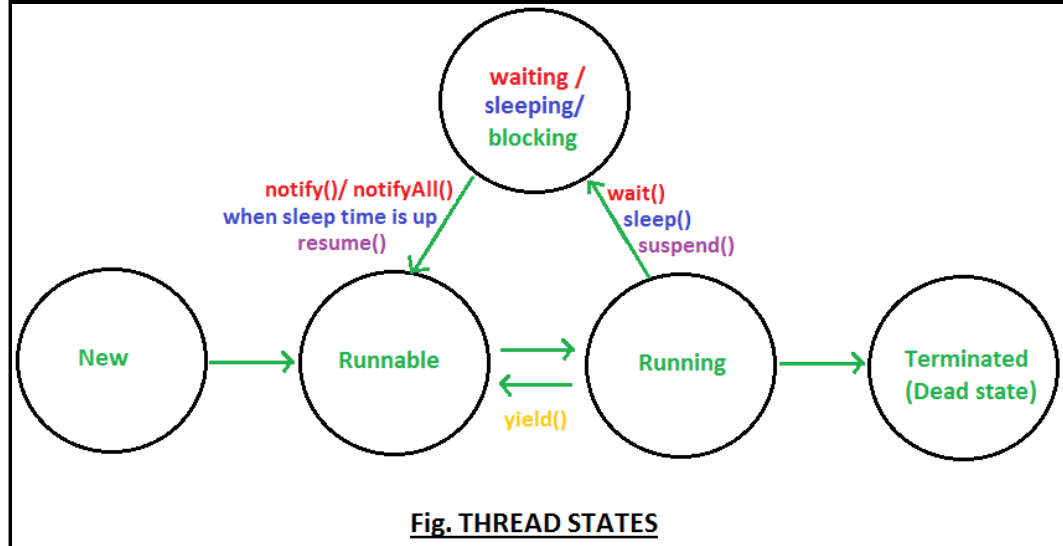 waiting /
sleeping/
blocking
notify()/ notifyAll()
when sleep time is up
resume()
wait()
sleep()
suspend()
New
Runnable
Running
Terminated
(Dead state)
yield()
Fig. THREAD STATES